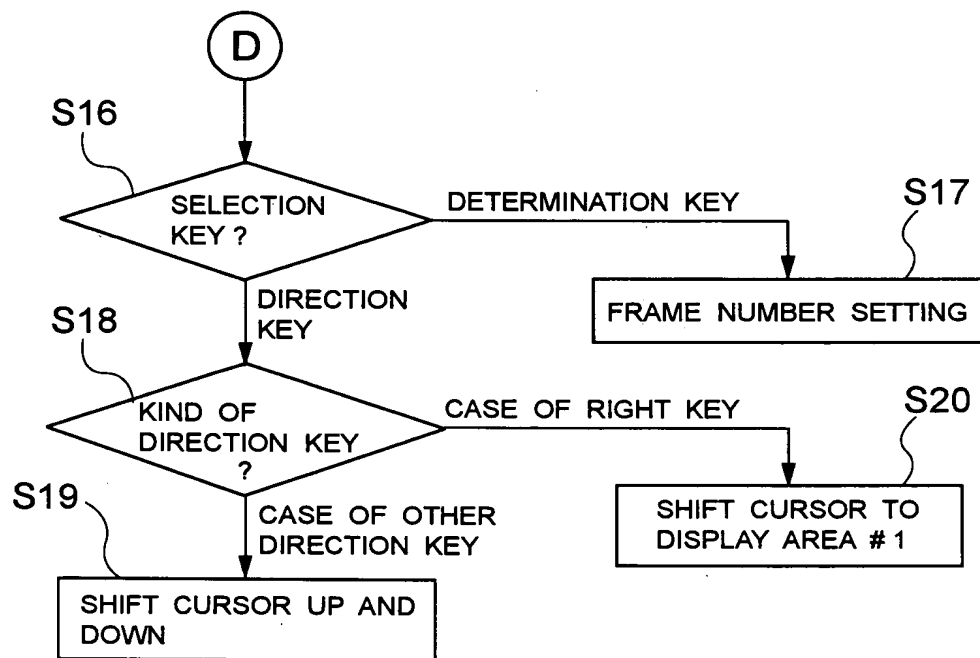 D
S16
SELECTION
KEY ?
DETERMINATION KEY
S17
FRAME NUMBER SETTING
DIRECTION
KEY
S18
KIND OF
DIRECTION KEY
?
CASE OF RIGHT KEY
S20
SHIFT CURSOR TO
DISPLAY AREA # 1
S19
CASE OF OTHER
DIRECTION KEY
SHIFT CURSOR UP AND
DOWN